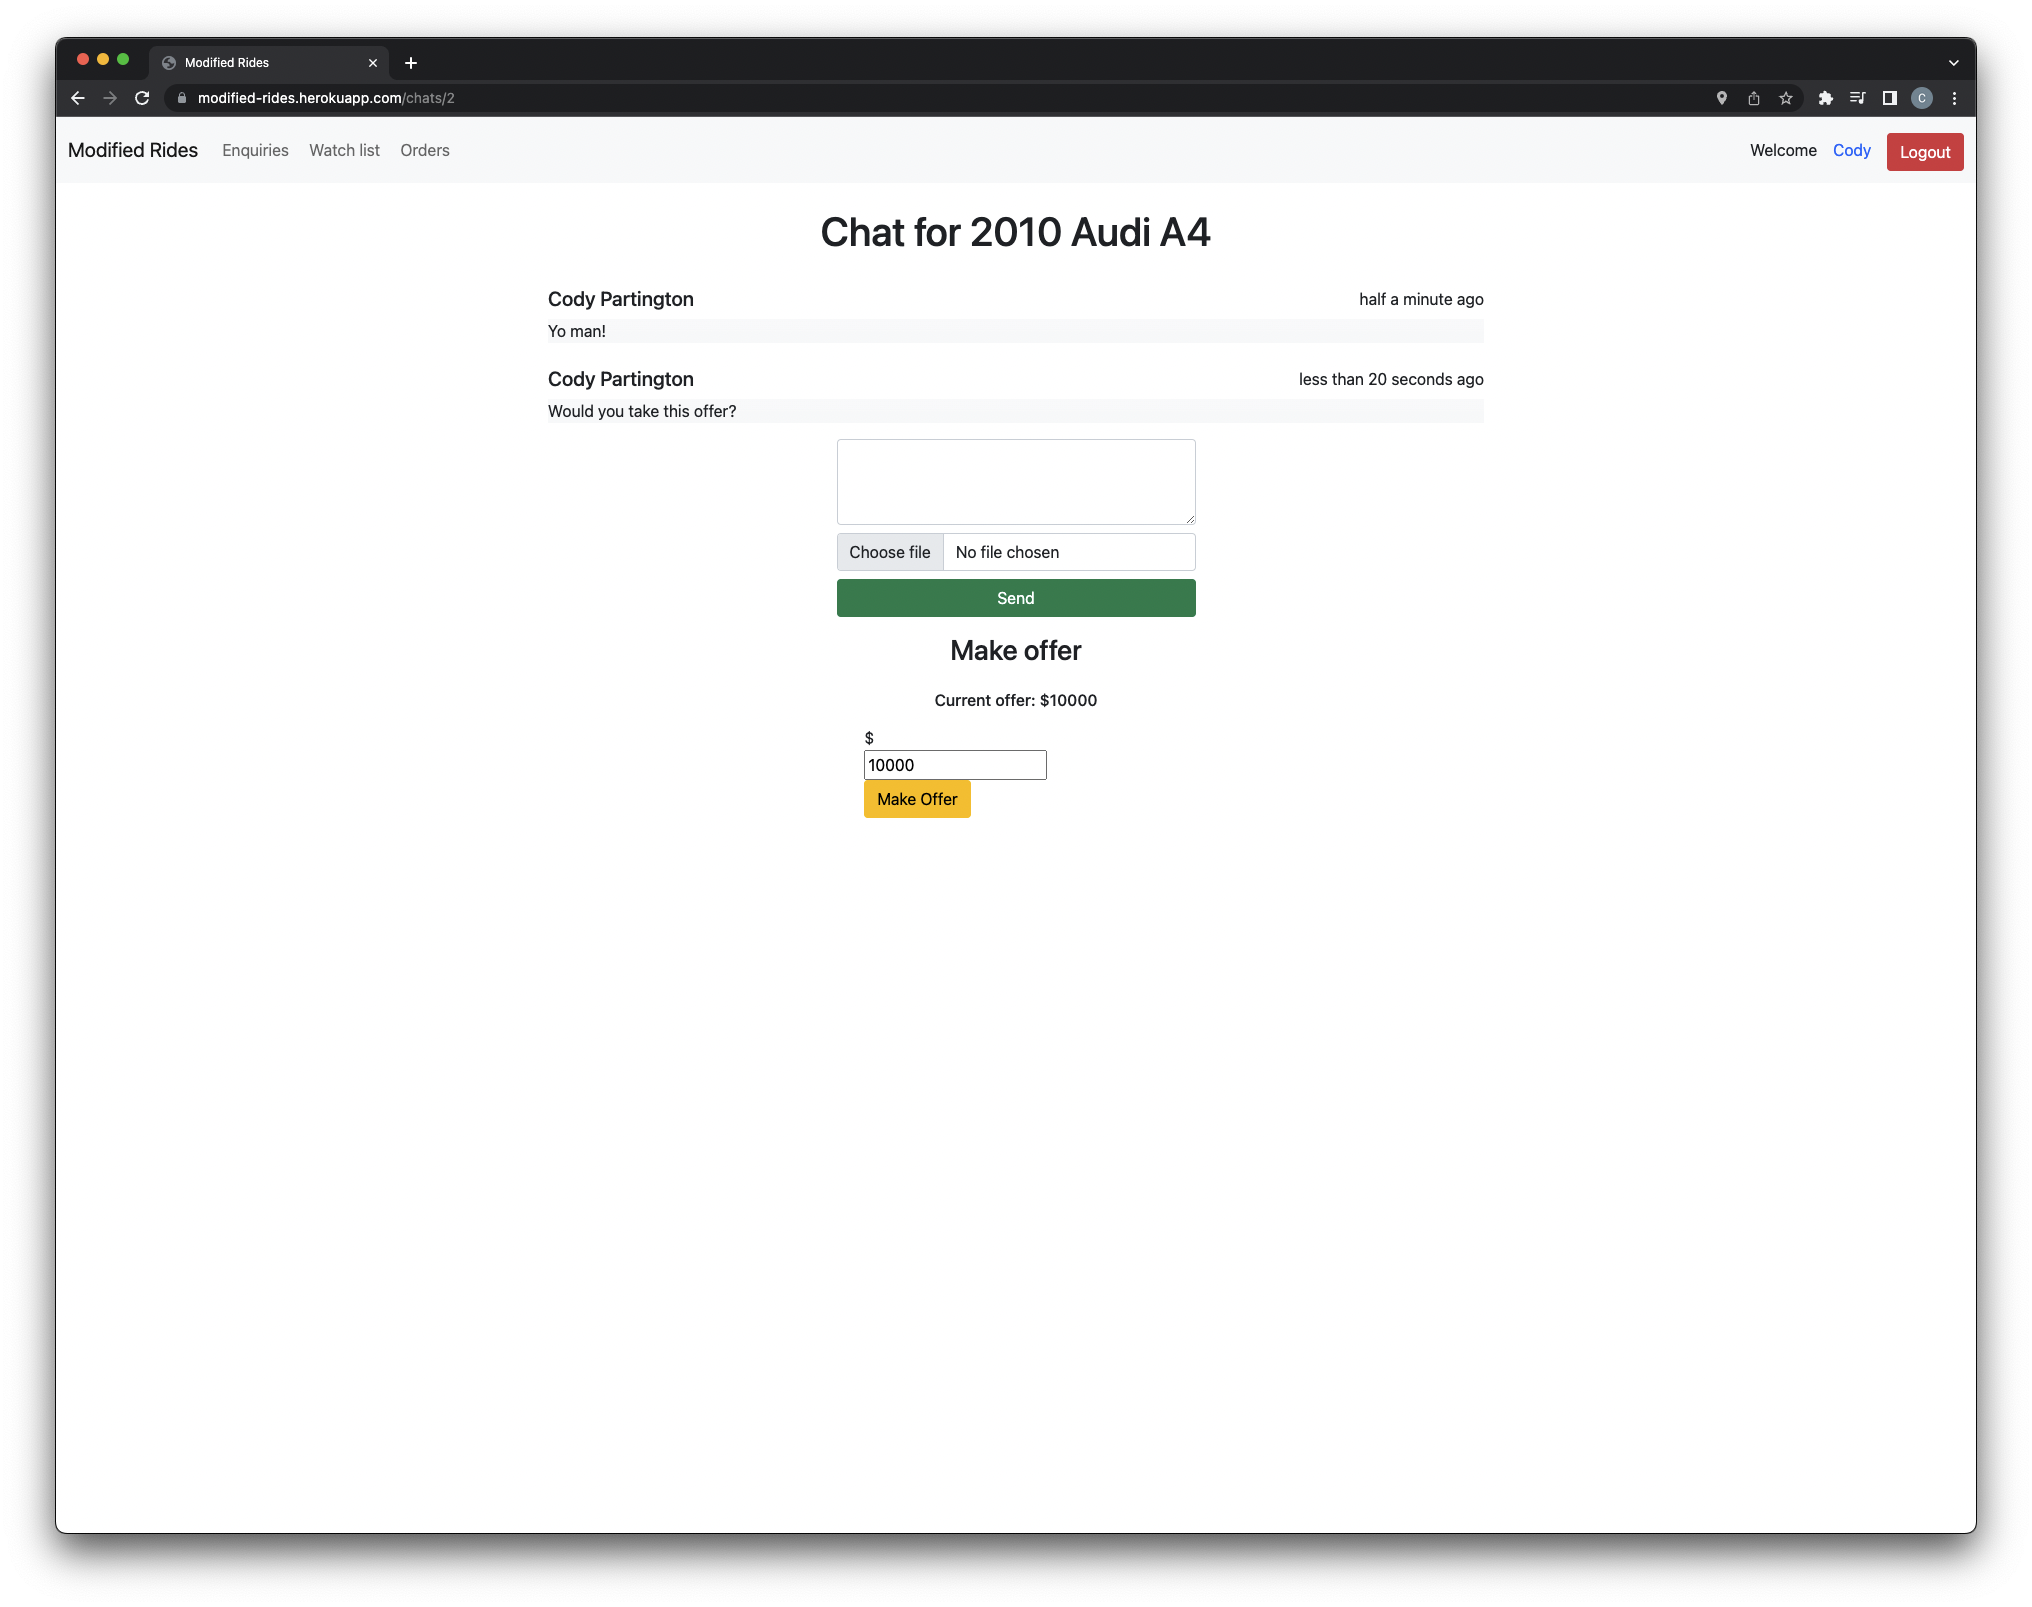 Modified Rides
modified-rides.herokuapp.com/chats/2
C
Modified Rides Enquiries Watch list Orders Welcome Cody Logout
Chat for 2010 Audi A4
Cody Partington half a minute ago
Yo man!
Cody Partington less than 20 seconds ago
Would you take this offer?
Choose file No file chosen
Send
Make offer
Current offer: $10000
$
10000
Make Offer